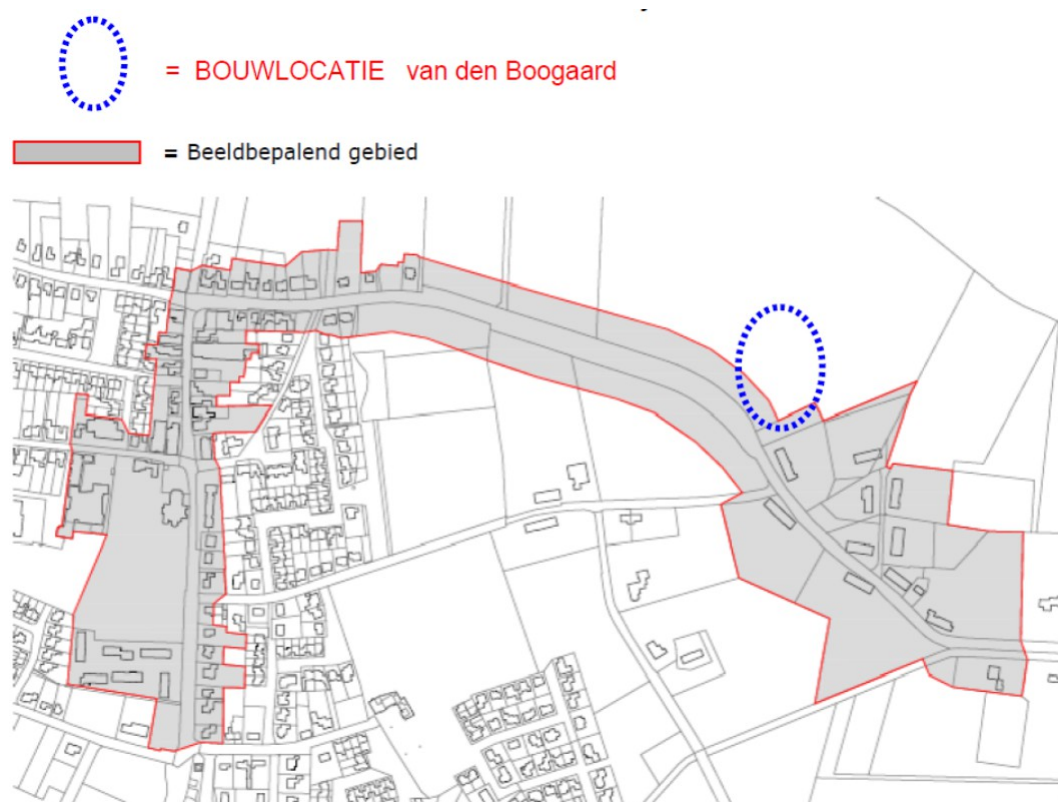 = BOUWLOCATIE van den Boogaard
= Beeldbepalend gebied